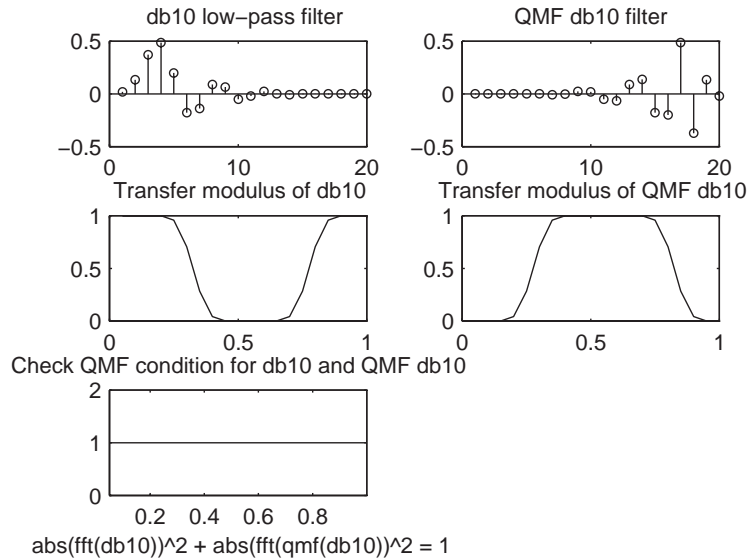 db10 low−pass filter
QMF db10 filter
0.5
0
−0.5
0 10 20
0.5
0
−0.5
0 10 20
Transfer modulus of db10
Transfer modulus of QMF db10
1
0.5
0
0 0.5 1
1
0.5
0
0 0.5 1
Check QMF condition for db10 and QMF db10
2
1
0
0.2 0.4 0.6 0.8
abs(fft(db10))^2 + abs(fft(qmf(db10))^2 = 1